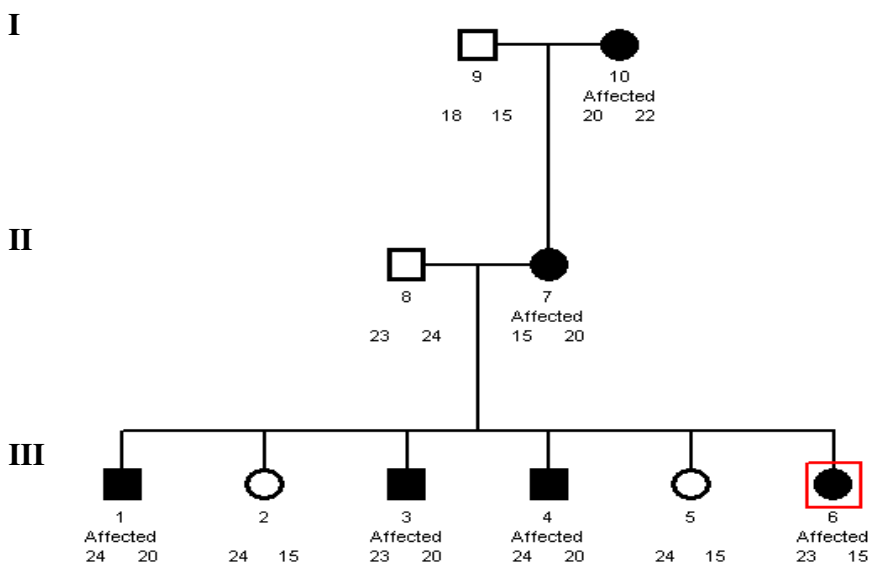 I
9 10
Affected
18 15 20 22
II
8 7
Affected
23 24 15 20
III
1 2 3 4 5 6
Affected Affected Affected Affected
24 20 24 15 23 20 24 20 24 15 23 15